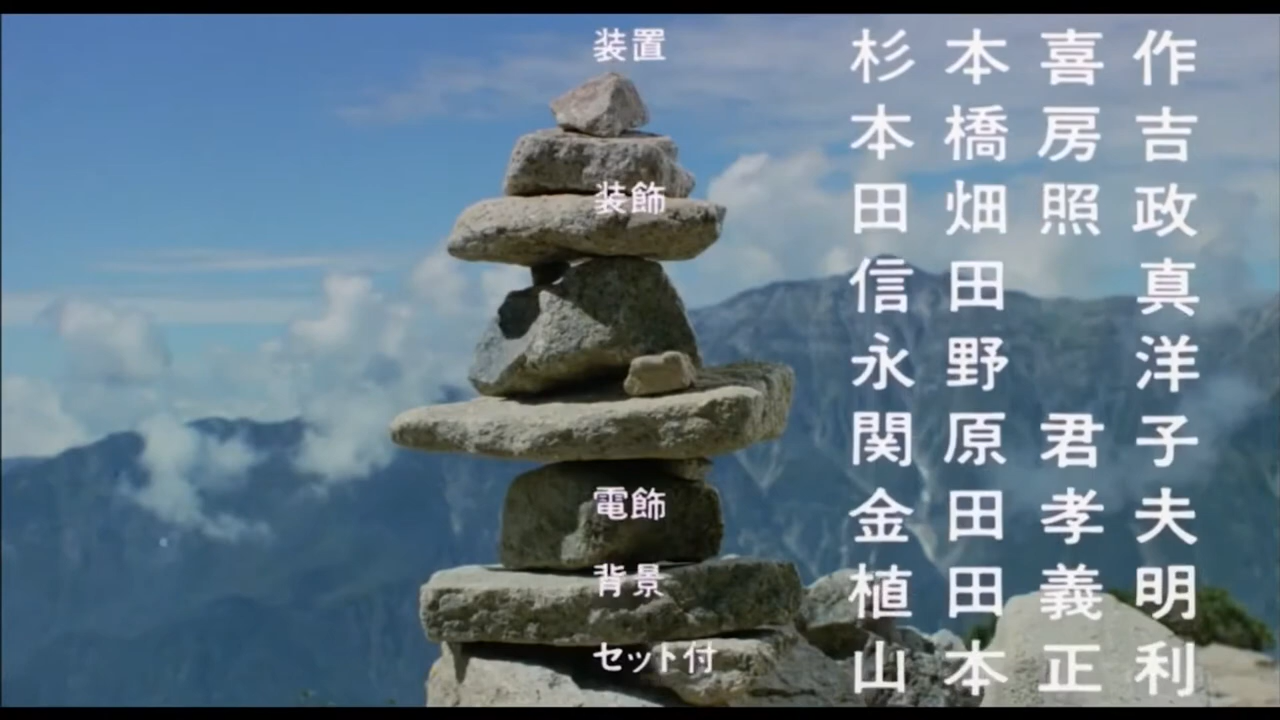 装置 杉本喜作
本橋房吉
装飾 田畑照政
信田 真
永野 洋
関原君子
電飾 金田孝夫
背景 植田義明
セット付 山本正利